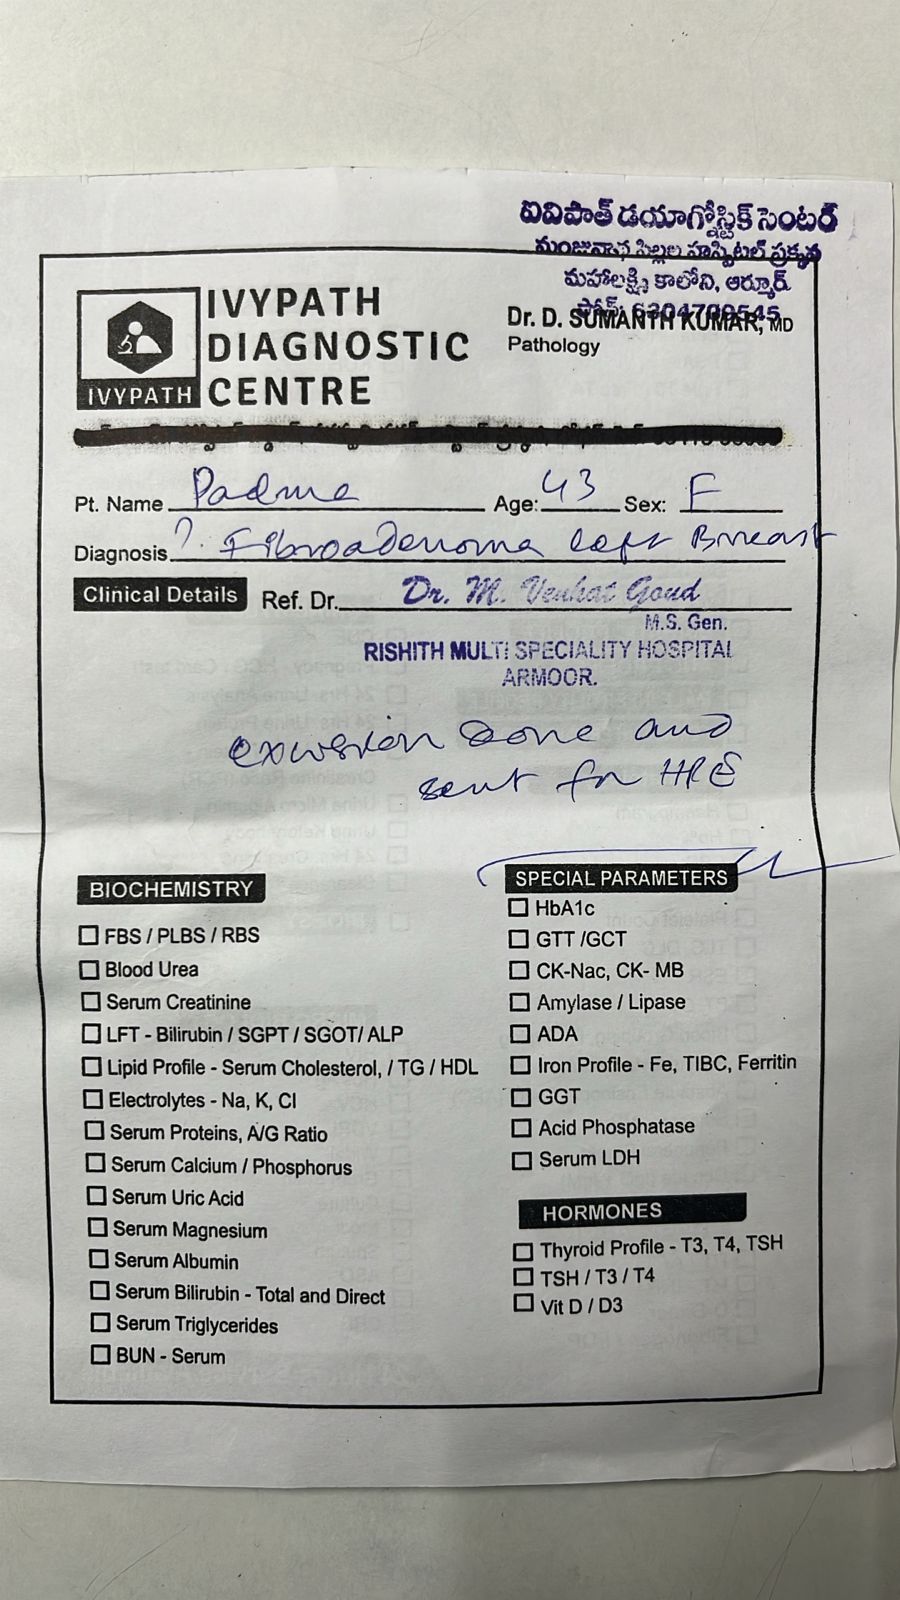 ఐవిపాత్ డయాగ్నోస్టిక్ సెంటర్
మంజునాథ పిల్లల హాస్పిటల్ ప్రక్కన
మహాలక్ష్మి కాలోని, ఆర్మూర్
ఫోన్: 6304709545
IVYPATH
DIAGNOSTIC
CENTRE
IVYPATH
Dr. D. SUMANTH KUMAR, MD
Pathology
Pt. Name Padma Age: 43 Sex: F
Diagnosis ? Fibroadenoma left Breast
Clinical Details Ref. Dr. Dr. M. Venkat Goud
M.S. Gen.
RISHITH MULTI SPECIALITY HOSPITAL
ARMOOR.
excision done and
sent for HPE
BIOCHEMISTRY
FBS / PLBS / RBS
Blood Urea
Serum Creatinine
LFT - Bilirubin / SGPT / SGOT/ ALP
Lipid Profile - Serum Cholesterol, / TG / HDL
Electrolytes - Na, K, Cl
Serum Proteins, A/G Ratio
Serum Calcium / Phosphorus
Serum Uric Acid
Serum Magnesium
Serum Albumin
Serum Bilirubin - Total and Direct
Serum Triglycerides
BUN - Serum
SPECIAL PARAMETERS
HbA1c
GTT /GCT
CK-Nac, CK- MB
Amylase / Lipase
ADA
Iron Profile - Fe, TIBC, Ferritin
GGT
Acid Phosphatase
Serum LDH
HORMONES
Thyroid Profile - T3, T4, TSH
TSH / T3 / T4
Vit D / D3